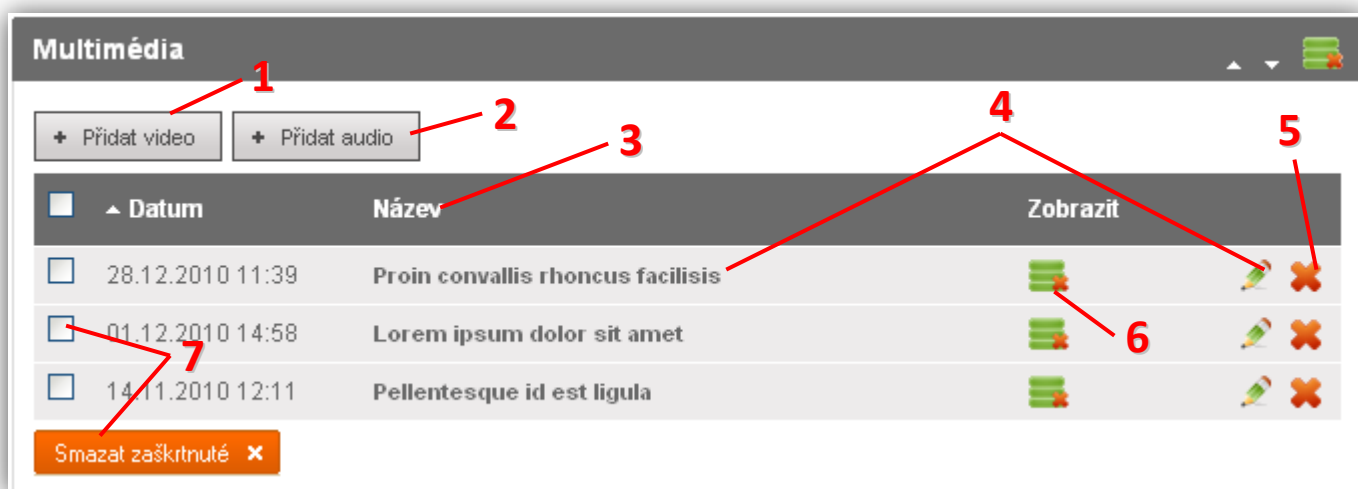 Multimédia
1
2
3
4
5
+ Přidat video + Přidat audio
Datum Název Zobrazit
28.12.2010 11:39 Proin convallis rhoncus facilisis
6
01.12.2010 14:58 Lorem ipsum dolor sit amet
7
14.11.2010 12:11 Pellentesque id est ligula
Smazat zaškrtnuté ×